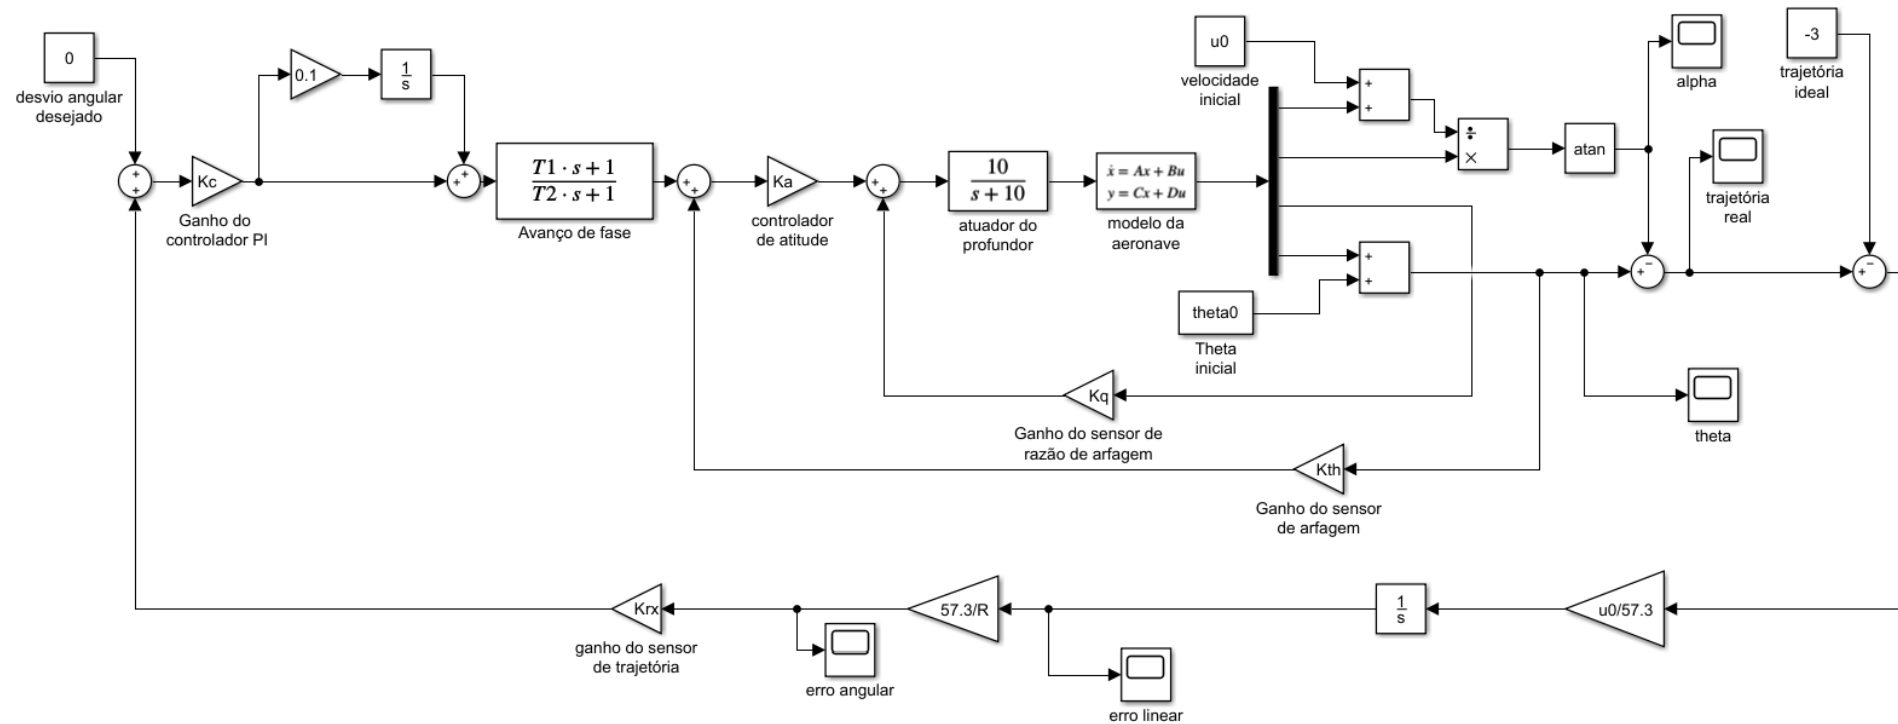 0
desvio angular
desejado
+
+
Kc
Ganho do
controlador PI
0.1
1
s
+
+
T1 · s + 1
T2 · s + 1
Avanço de fase
+
+
Ka
controlador
de atitude
+
+
10
s + 10
atuador do
profundor
ẋ = Ax + Bu
y = Cx + Du
modelo da
aeronave
u0
velocidade
inicial
+
+
÷
×
atan
alpha
-3
trajetória
ideal
trajetória
real
+
+
theta0
Theta
inicial
+
−
+
−
theta
Kq
Ganho do sensor de
razão de arfagem
Kth
Ganho do sensor
de arfagem
Krx
ganho do sensor
de trajetória
erro angular
57.3/R
erro linear
1
s
u0/57.3